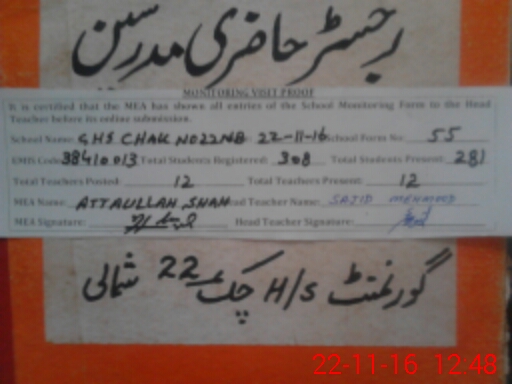 رجسٹر حاضری مدرسین
MONITORING VISIT PROOF
It is certified that the MEA has shown all entries of the School Monitoring Form to the Head
Teacher before its online submission.
School Name: GHS CHAK NO 22 NB 22-11-16 School Form No: 55
EMIS Code: 38410013 Total Students Registered: 308 Total Students Present: 281
Total Teachers Posted: 12 Total Teachers Present: 12
MEA Name: ATTAULLAH SHAH Head Teacher Name: SAJID MEHMOOD
MEA Signature: Head Teacher Signature:
گورنمنٹ H/S چک 22 شمالی
22-11-16 12:48